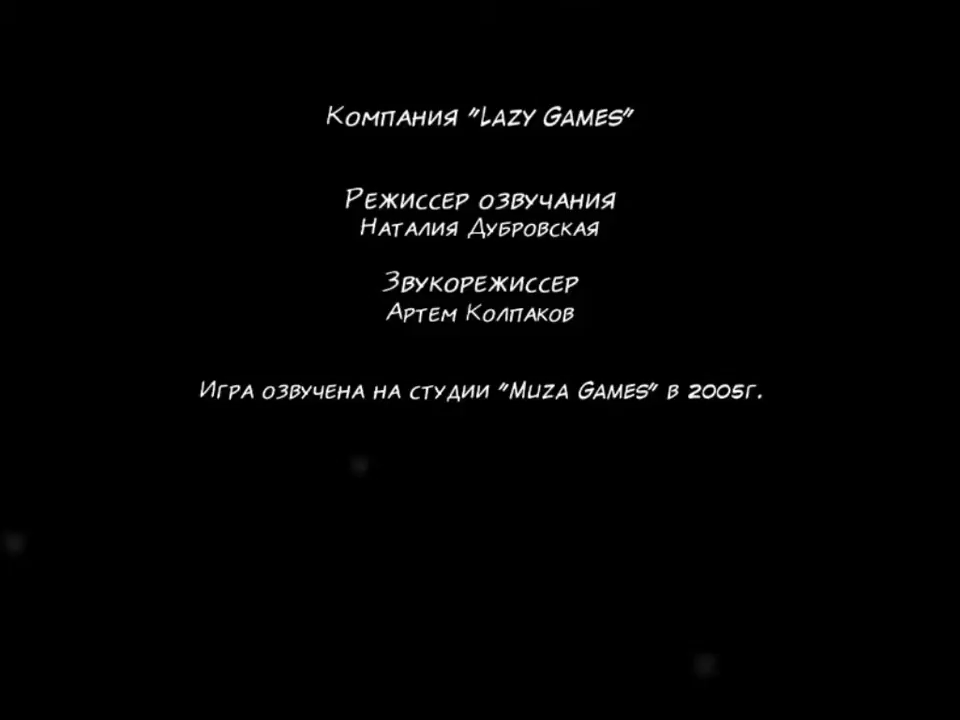 Компания "Lazy Games"
Режиссер озвучания
Наталия Дубровская
Звукорежиссер
Артем Колпаков
Игра озвучена на студии "Muza Games" в 2005г.